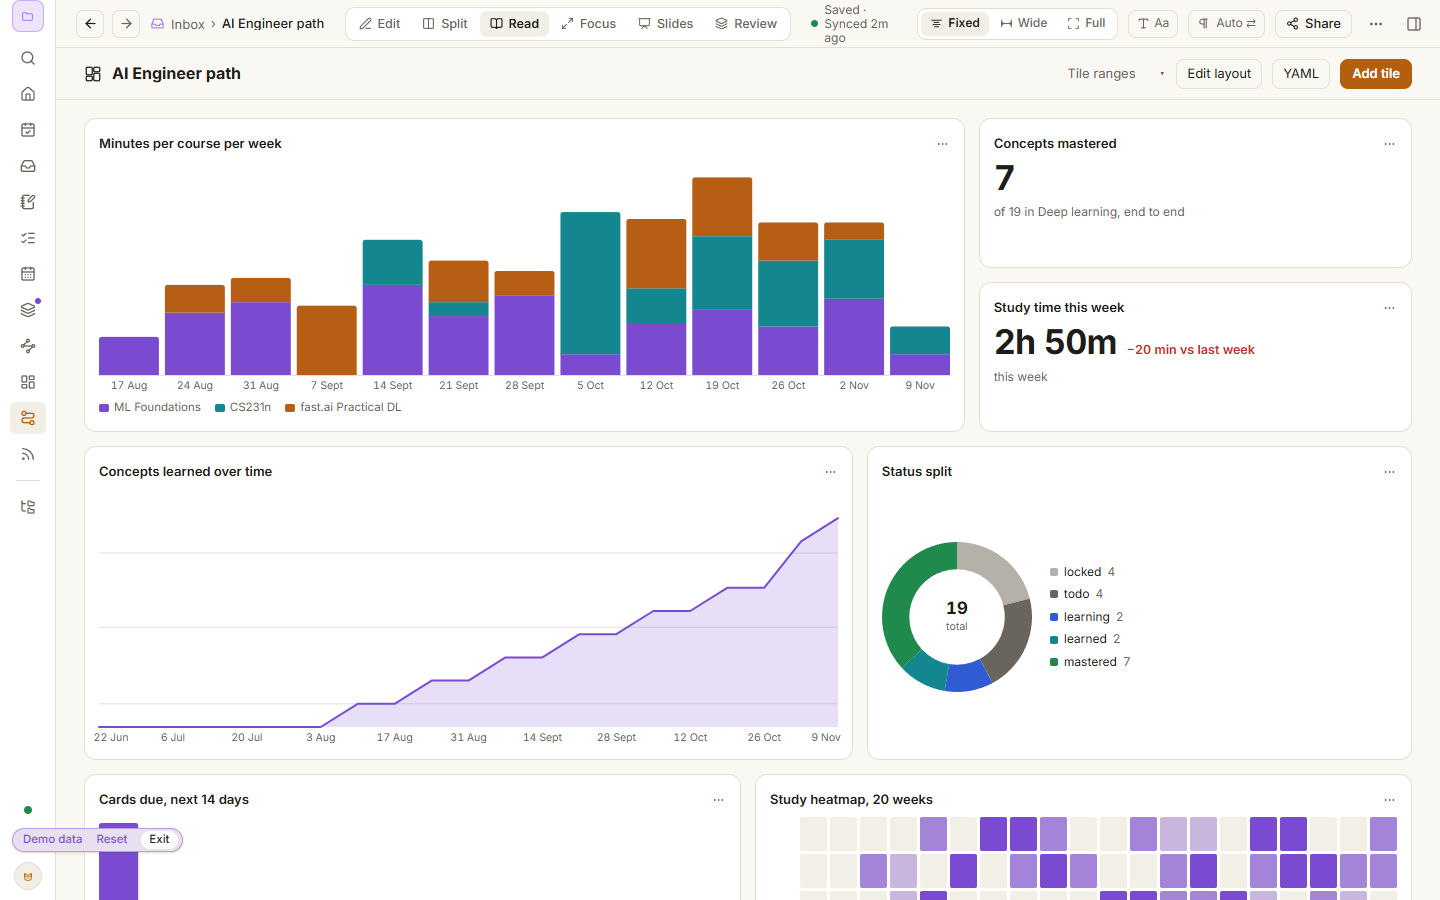 Inbox › AI Engineer path
Edit
Split
Read
Focus
Slides
Review
Saved ·
Synced 2m
ago
Fixed
Wide
Full
Aa
Auto ⇄
Share
AI Engineer path
Tile ranges
Edit layout
YAML
Add tile
Minutes per course per week
17 Aug 24 Aug 31 Aug 7 Sept 14 Sept 21 Sept 28 Sept 5 Oct 12 Oct 19 Oct 26 Oct 2 Nov 9 Nov
ML Foundations CS231n fast.ai Practical DL
Concepts mastered
7
of 19 in Deep learning, end to end
Study time this week
2h 50m −20 min vs last week
this week
Concepts learned over time
22 Jun 6 Jul 20 Jul 3 Aug 17 Aug 31 Aug 14 Sept 28 Sept 12 Oct 26 Oct 9 Nov
Status split
19
total
locked 4
todo 4
learning 2
learned 2
mastered 7
Cards due, next 14 days
Study heatmap, 20 weeks
Demo data Reset Exit